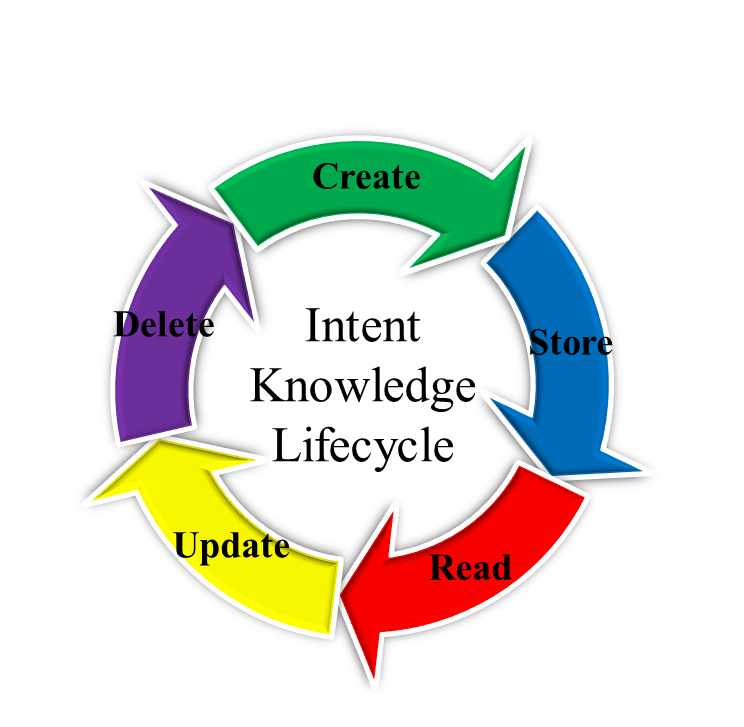 Create
Store
Read
Update
Delete
Intent
Knowledge
Lifecycle